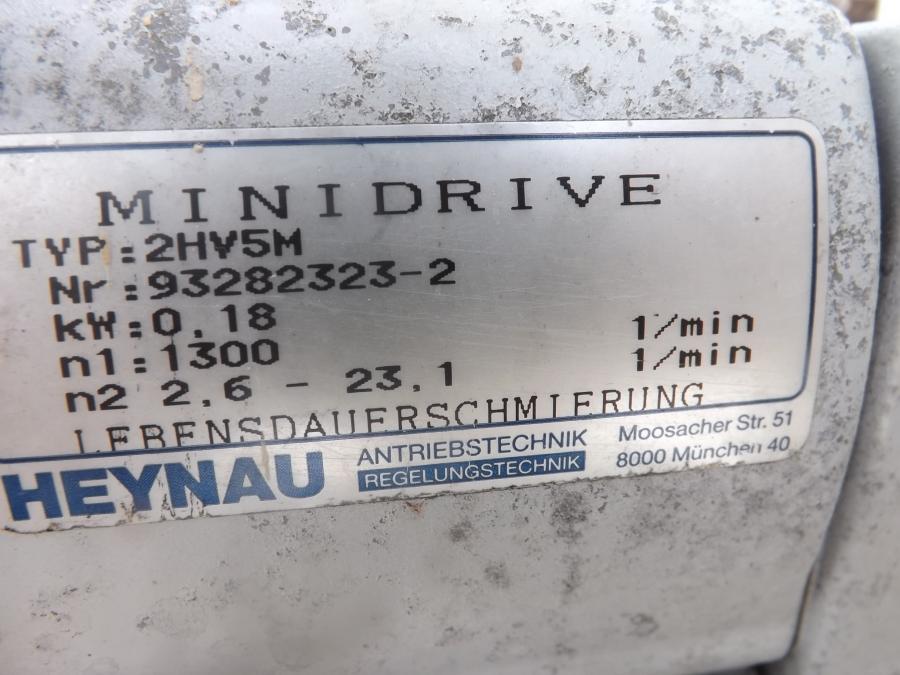 MINIDRIVE
TYP:2HV5M
Nr:93282323-2
kW:0.18
n1:1300 1/min
n2 2,6 - 23,1 1/min
LEBENSDAUERSCHMIERUNG
HEYNAU
ANTRIEBSTECHNIK
REGELUNGSTECHNIK
Moosacher Str. 51
8000 München 40